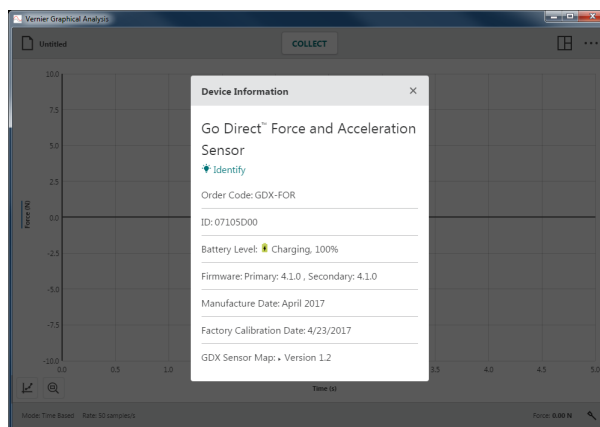 Vernier Graphical Analysis
Untitled
COLLECT
Device Information
Go Direct™ Force and Acceleration
Sensor
Identify
Order Code: GDX-FOR
ID: 07105D00
Battery Level: Charging, 100%
Firmware: Primary: 4.1.0 , Secondary: 4.1.0
Manufacture Date: April 2017
Factory Calibration Date: 4/23/2017
GDX Sensor Map: Version 1.2
Force (N)
10.0
7.5
5.0
2.5
0.0
-2.5
-5.0
-7.5
-10.0
0.0 0.5 1.0 3.5 4.0 4.5 5.0
Time (s)
Mode: Time Based Rate: 50 samples/s
Force: 0.00 N